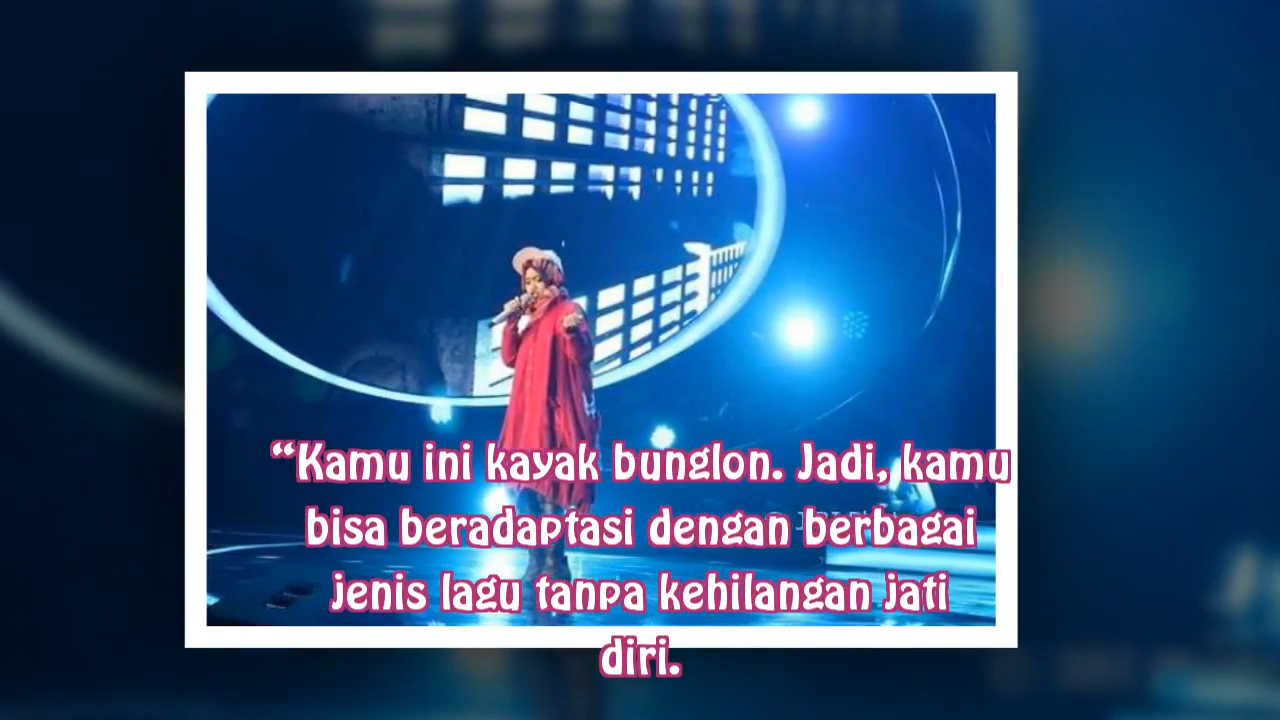 “Kamu ini kayak bunglon. Jadi, kamu
bisa beradaptasi dengan berbagai
jenis lagu tanpa kehilangan jati
diri.